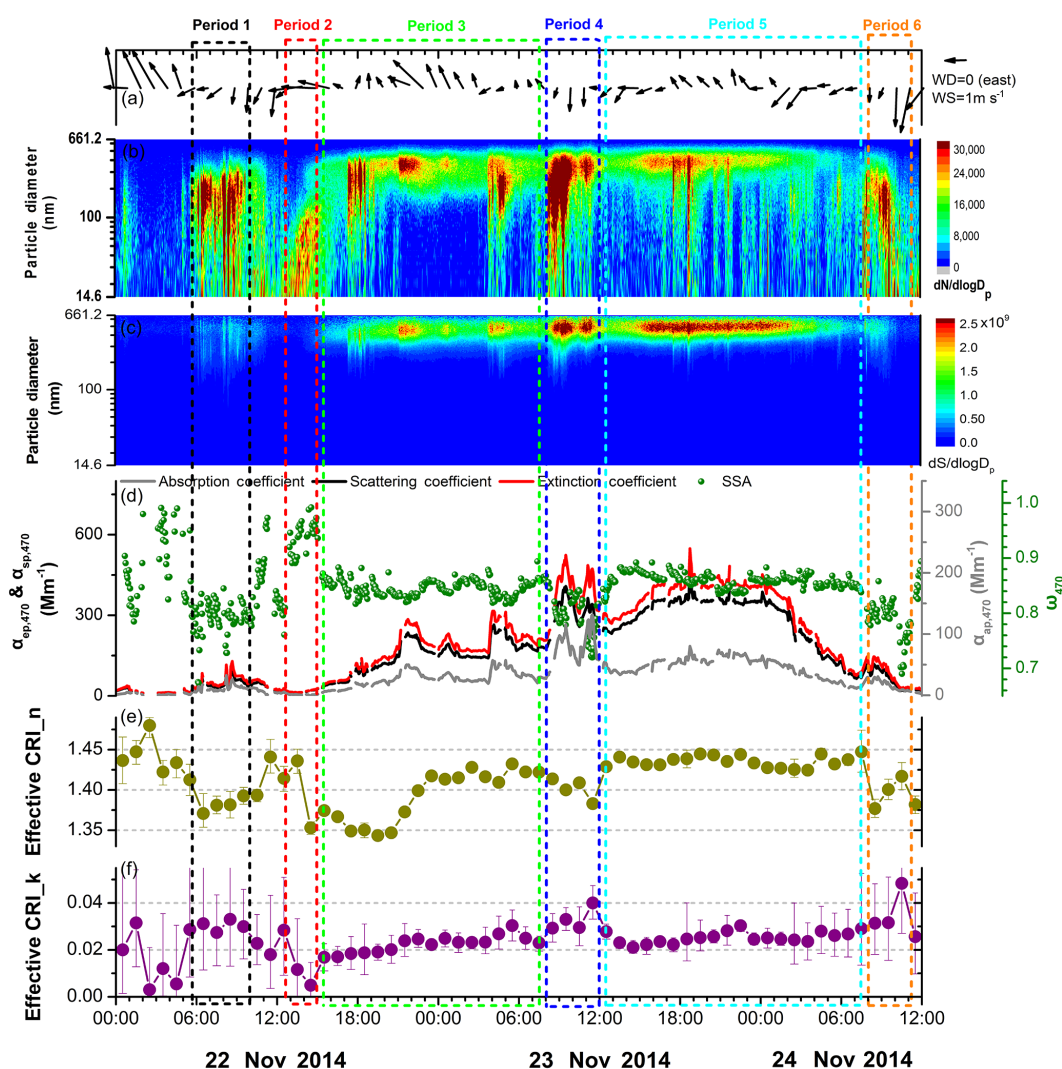 Period 1 Period 2 Period 3 Period 4 Period 5 Period 6
(a)
WD=0 (east)
WS=1m s⁻¹
661.2
100
14.6
Particle diameter
(nm)
(b)
30,000
24,000
16,000
8,000
0
dN/dlogDₚ
661.2
100
14.6
Particle diameter
(nm)
(c)
2.5 x10⁹
2.0
1.5
1.0
0.50
0.0
dS/dlogDₚ
Absorption coefficient Scattering coefficient Extinction coefficient SSA
(d)
600
300
0
αep,470 & αsp,470
(Mm⁻¹)
300
200
100
0
αap,470 (Mm⁻¹)
1.0
0.9
0.8
0.7
ω470
(e)
1.45
1.40
1.35
Effective CRI_n
(f)
0.04
0.02
0.00
Effective CRI_k
00:00 06:00 12:00 18:00 00:00 06:00 12:00 18:00 00:00 06:00 12:00
22 Nov 2014 23 Nov 2014 24 Nov 2014